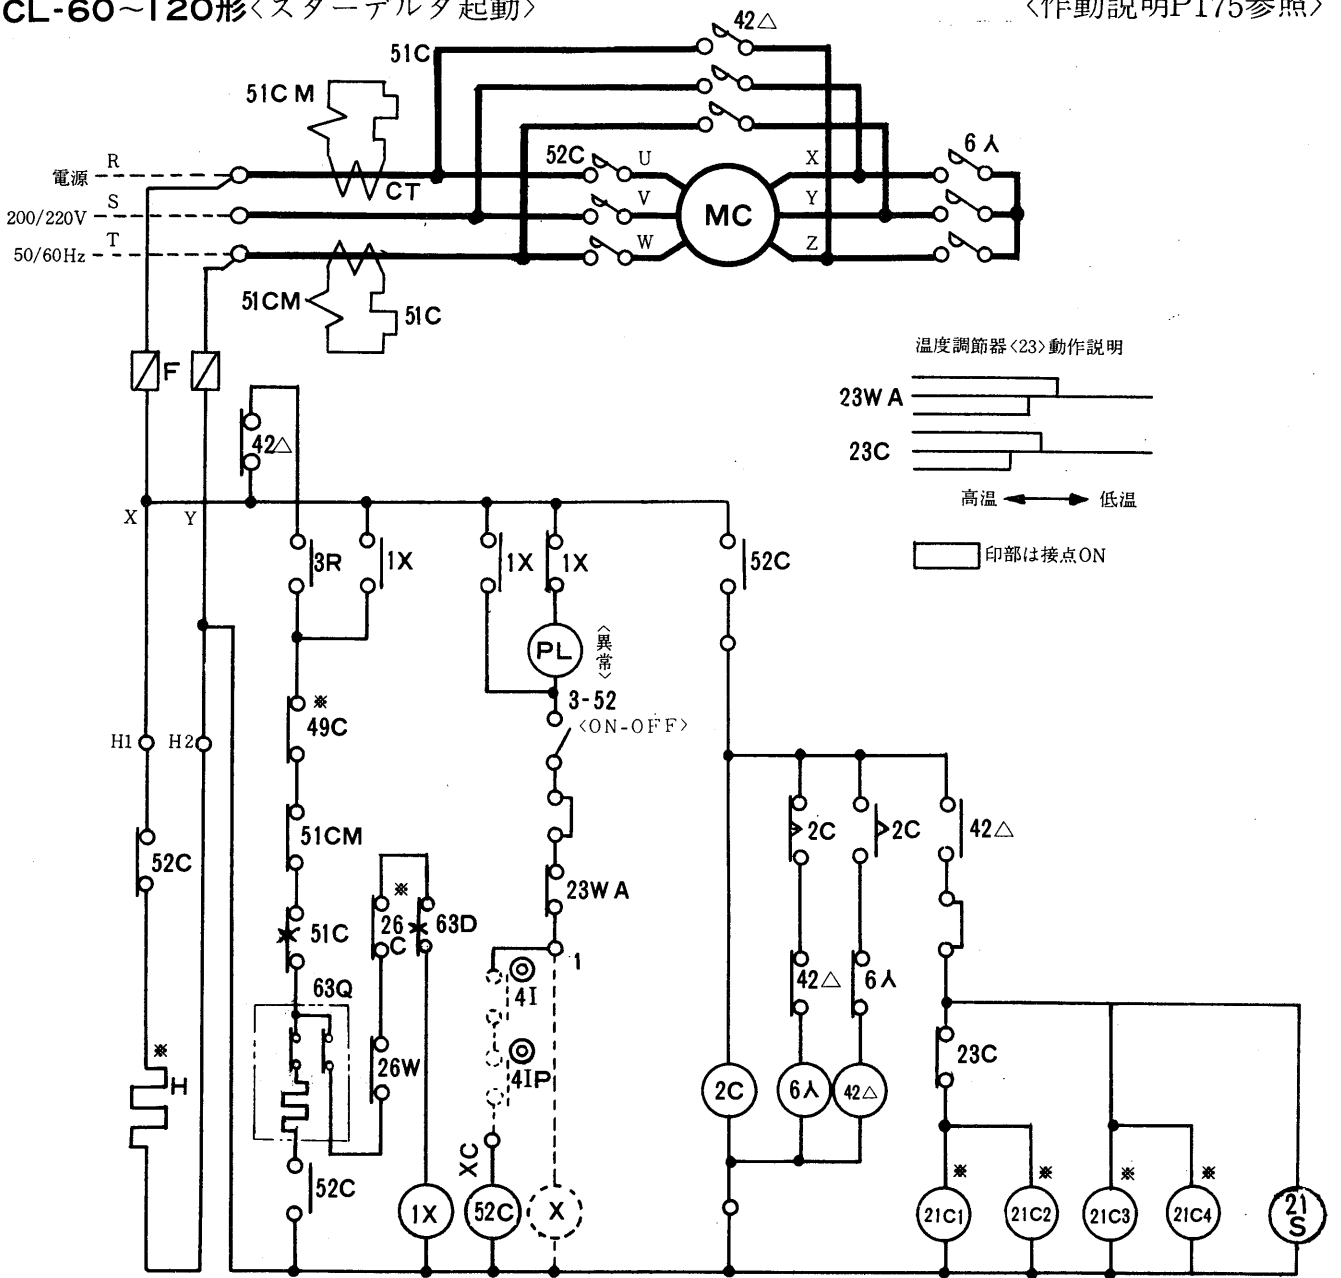 CL-60～120形〈スターデルタ起動〉
〈作動説明P175参照〉
42△
51C
51CM
6人
52C
U
X
R
電源
CT
S
V
MC
Y
200/220V
T
W
Z
50/60Hz
51CM
51C
温度調節器〈23〉動作説明
F
23WA
42△
23C
高温
低温
X
Y
3R
1X
1X
1X
52C
印部は接点ON
PL
〈異常〉
※
3-52
49C
〈ON-OFF〉
H1
H2
51CM
2C
2C
42△
52C
※
23WA
51C
26C
63D
1
63Q
41
42△
6人
※
23C
H
26W
41P
2C
6人
42△
XC
※
※
※
※
52C
1X
52C
X
21C1
21C2
21C3
21C4
21S